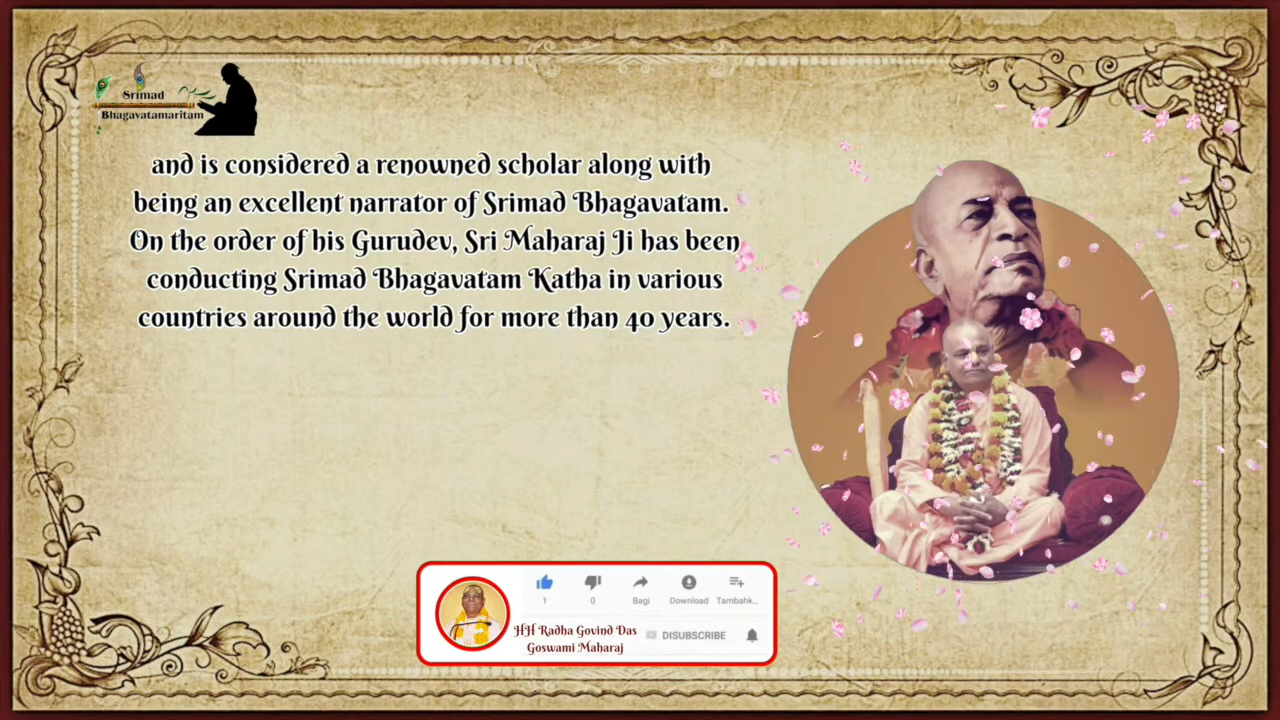 Srimad
Bhagavatamaritam
and is considered a renowned scholar along with
being an excellent narrator of Srimad Bhagavatam.
On the order of his Gurudev, Sri Maharaj Ji has been
conducting Srimad Bhagavatam Katha in various
countries around the world for more than 40 years.
1 0 Bagi Download Tambahk...
HH Radha Govind Das
Goswami Maharaj
DISUBSCRIBE